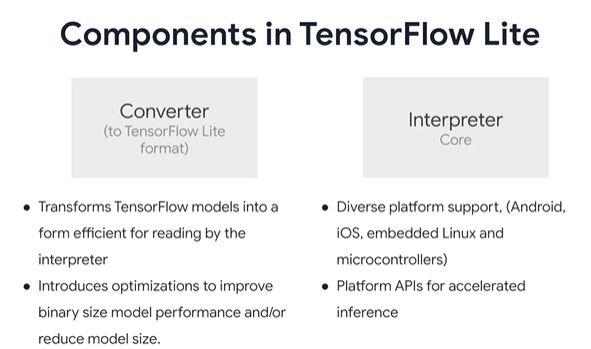 Components in TensorFlow Lite
Converter
(to TensorFlow Lite
format)
● Transforms TensorFlow models into a
form efficient for reading by the
interpreter
● Introduces optimizations to improve
binary size model performance and/or
reduce model size.
Interpreter
Core
● Diverse platform support, (Android,
iOS, embedded Linux and
microcontrollers)
● Platform APIs for accelerated
inference